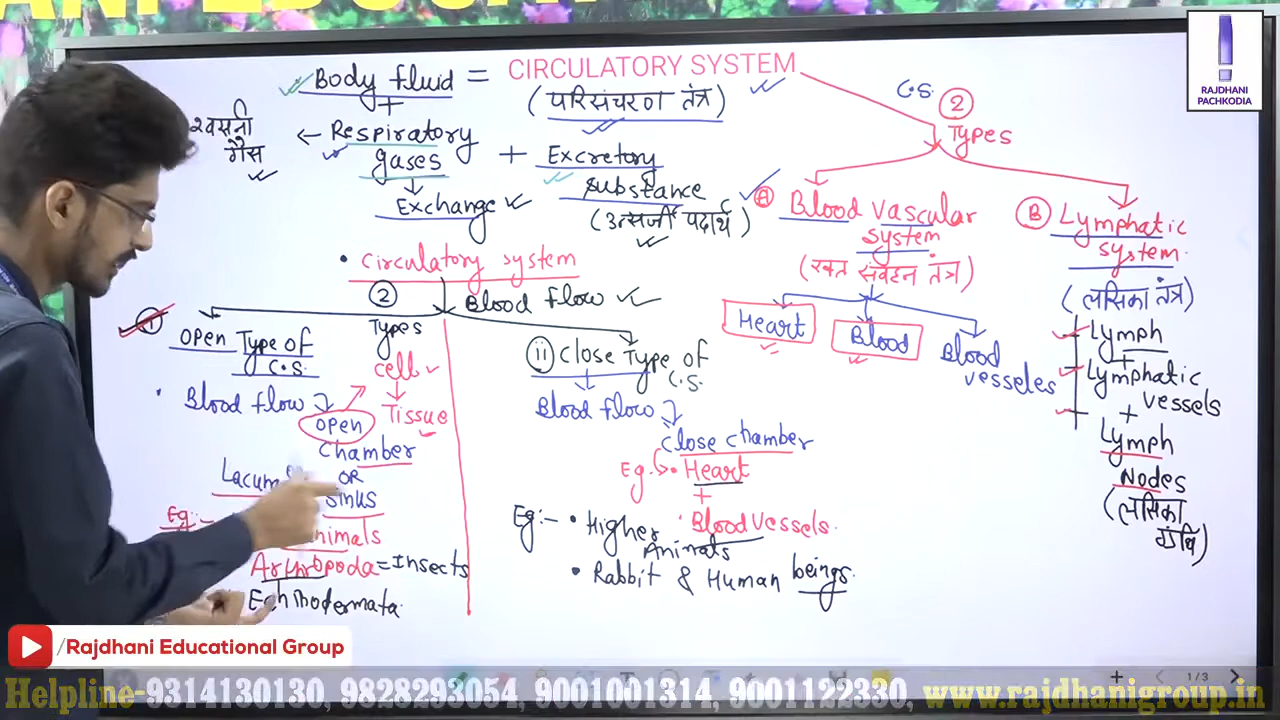 RAJDHANI
PACHKODIA
Body fluid = CIRCULATORY SYSTEM
(परिसंचरण तंत्र)
+
श्वसनी
गैस
← Respiratory
gases
+ Excretory
substance
(उत्सर्जी पदार्थ)
Exchange
C.S. 2
Types
A Blood vascular
system
(रक्त संवहन तंत्र)
Heart
Blood
Blood
vesseles
B Lymphatic
system
(लसिका तंत्र)
Lymph
+
Lymphatic
vessels
+
Lymph
Nodes
(लसिका
ग्रंथि)
• Circulatory system
2
Types
Blood flow
i
Open Type of
C.S.
• Blood flow
open
chamber
OR
Sinus
cell
Tissue
Eg:-
Arthropoda = Insects
Echinodermata
ii Close Type of
C.S.
Blood flow
Close chamber
Eg. • Heart
+
• Blood Vessels.
Eg:- • Higher
Animals
• Rabbit & Human beings.
/Rajdhani Educational Group
1/3
Helpline-9314130130, 9828293054, 9001001314, 9001122330, www.rajdhanigroup.in